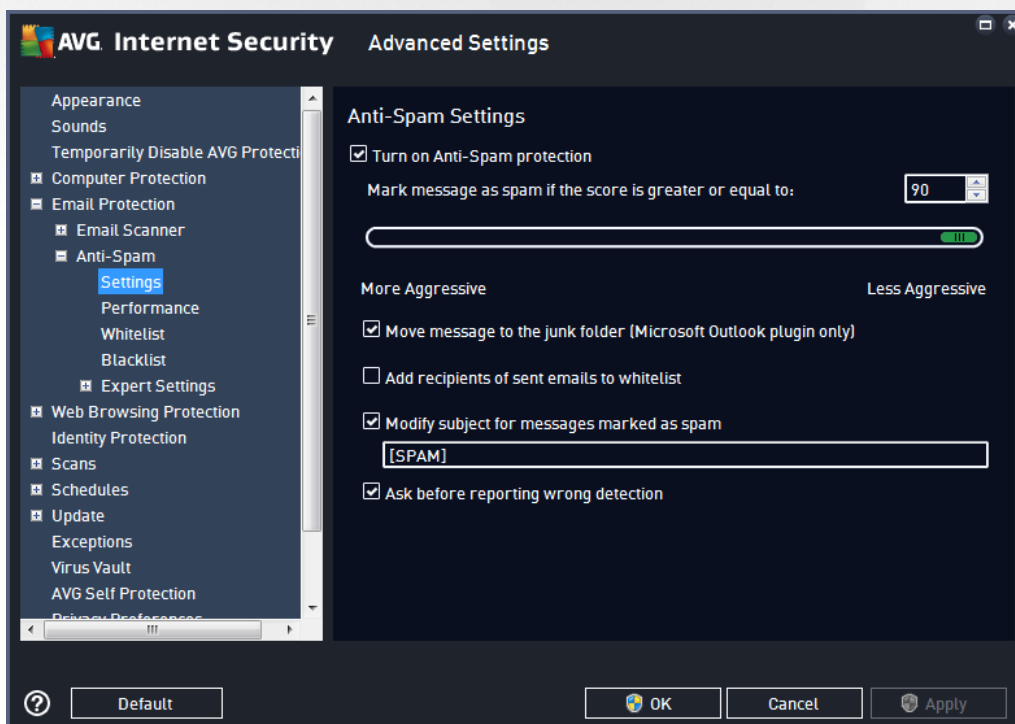 AVG. Internet Security Advanced Settings
Appearance
Sounds
Temporarily Disable AVG Protecti
Computer Protection
Email Protection
Email Scanner
Anti-Spam
Settings
Performance
Whitelist
Blacklist
Expert Settings
Web Browsing Protection
Identity Protection
Scans
Schedules
Update
Exceptions
Virus Vault
AVG Self Protection
Privacy Preferences
Anti-Spam Settings
Turn on Anti-Spam protection
Mark message as spam if the score is greater or equal to: 90
More Aggressive Less Aggressive
Move message to the junk folder (Microsoft Outlook plugin only)
Add recipients of sent emails to whitelist
Modify subject for messages marked as spam
[SPAM]
Ask before reporting wrong detection
? Default OK Cancel Apply